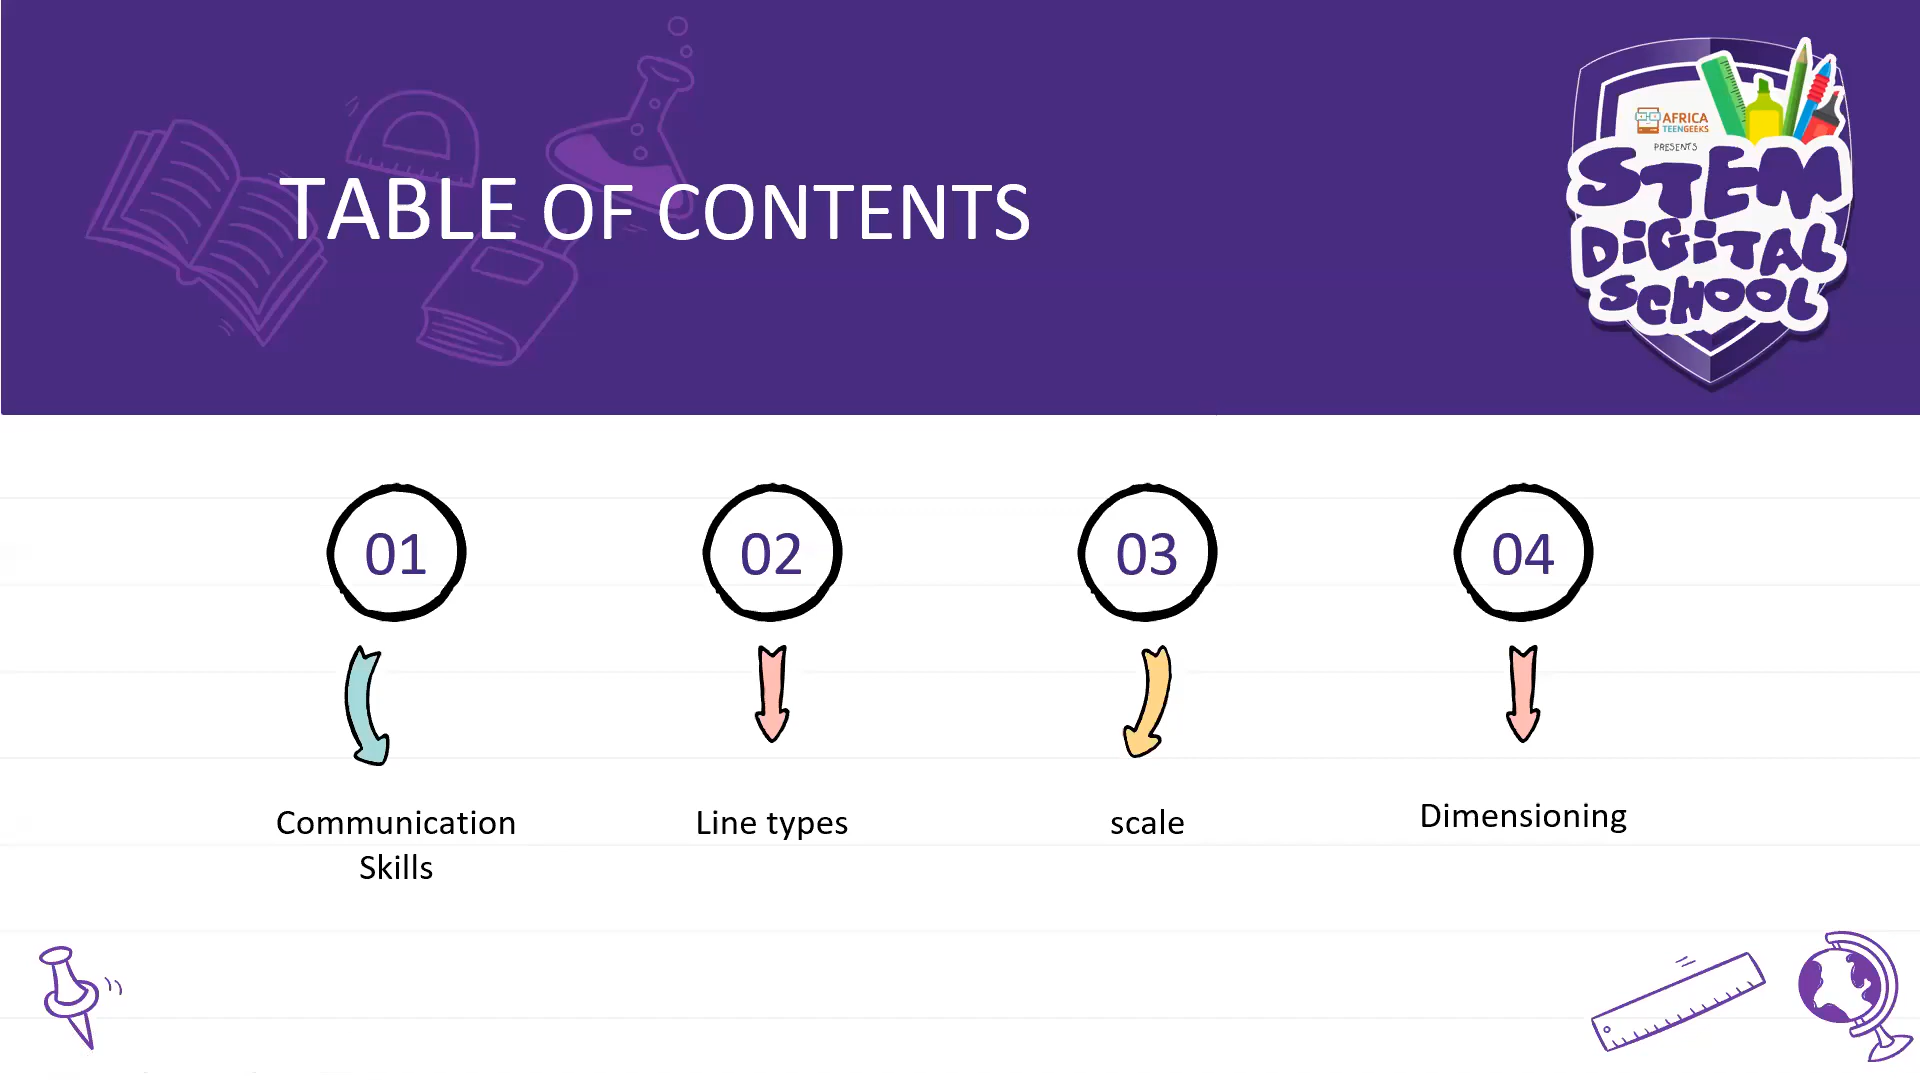 TABLE OF CONTENTS
AFRICA
TEENGEEKS
PRESENTS
STEM
DIGITAL
SCHOOL
01
02
03
04
Communication
Skills
Line types
scale
Dimensioning